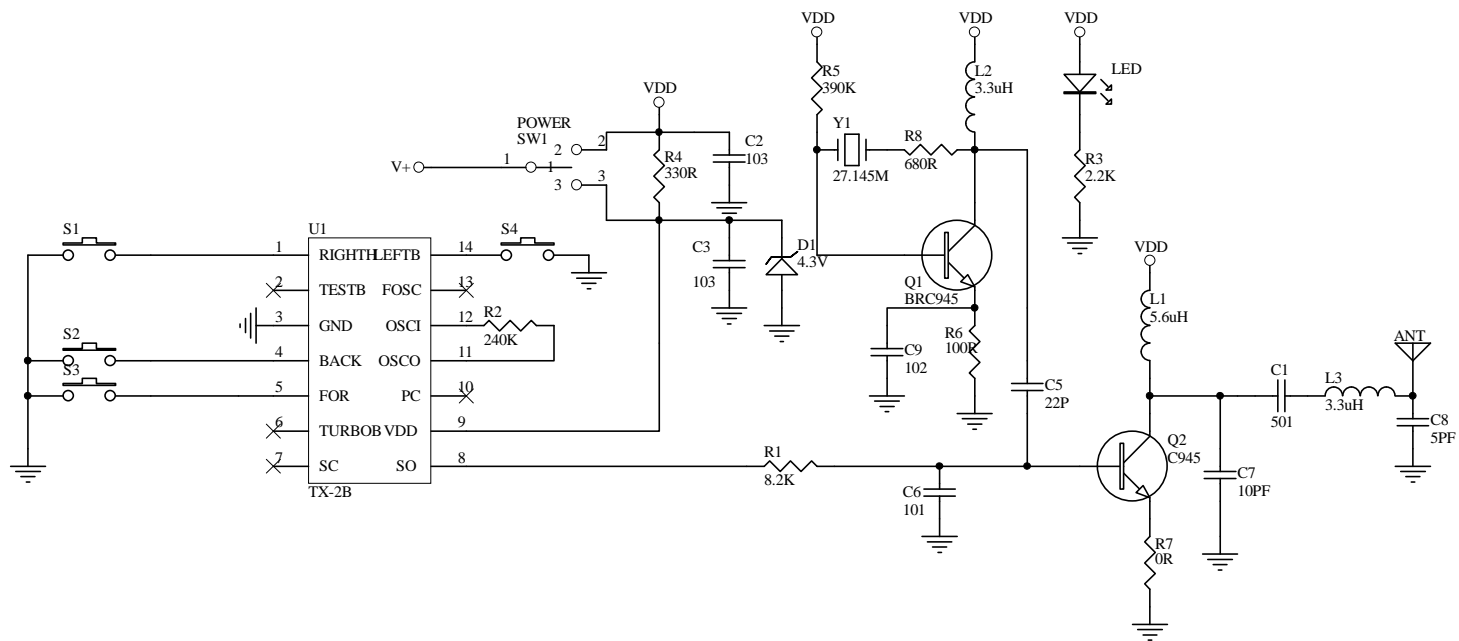 VDD
VDD
VDD
R5
390K
L2
3.3uH
LED
VDD
POWER
SW1
2
2
V+
1
1
3
3
R4
330R
C2
103
Y1
27.145M
R8
680R
R3
2.2K
S1
U1
1
RIGTH
LEFTB
14
S4
C3
103
D1
4.3V
2
TESTB
FOSC
13
Q1
BRC945
VDD
3
GND
OSCI
12
R2
240K
L1
5.6uH
S2
4
BACK
OSCO
11
C9
102
R6
100R
ANT
S3
5
FOR
PC
10
C5
22P
C1
501
L3
3.3uH
6
TURBOB
VDD
9
C8
5PF
7
SC
SO
8
R1
8.2K
Q2
C945
TX-2B
C6
101
C7
10PF
R7
0R